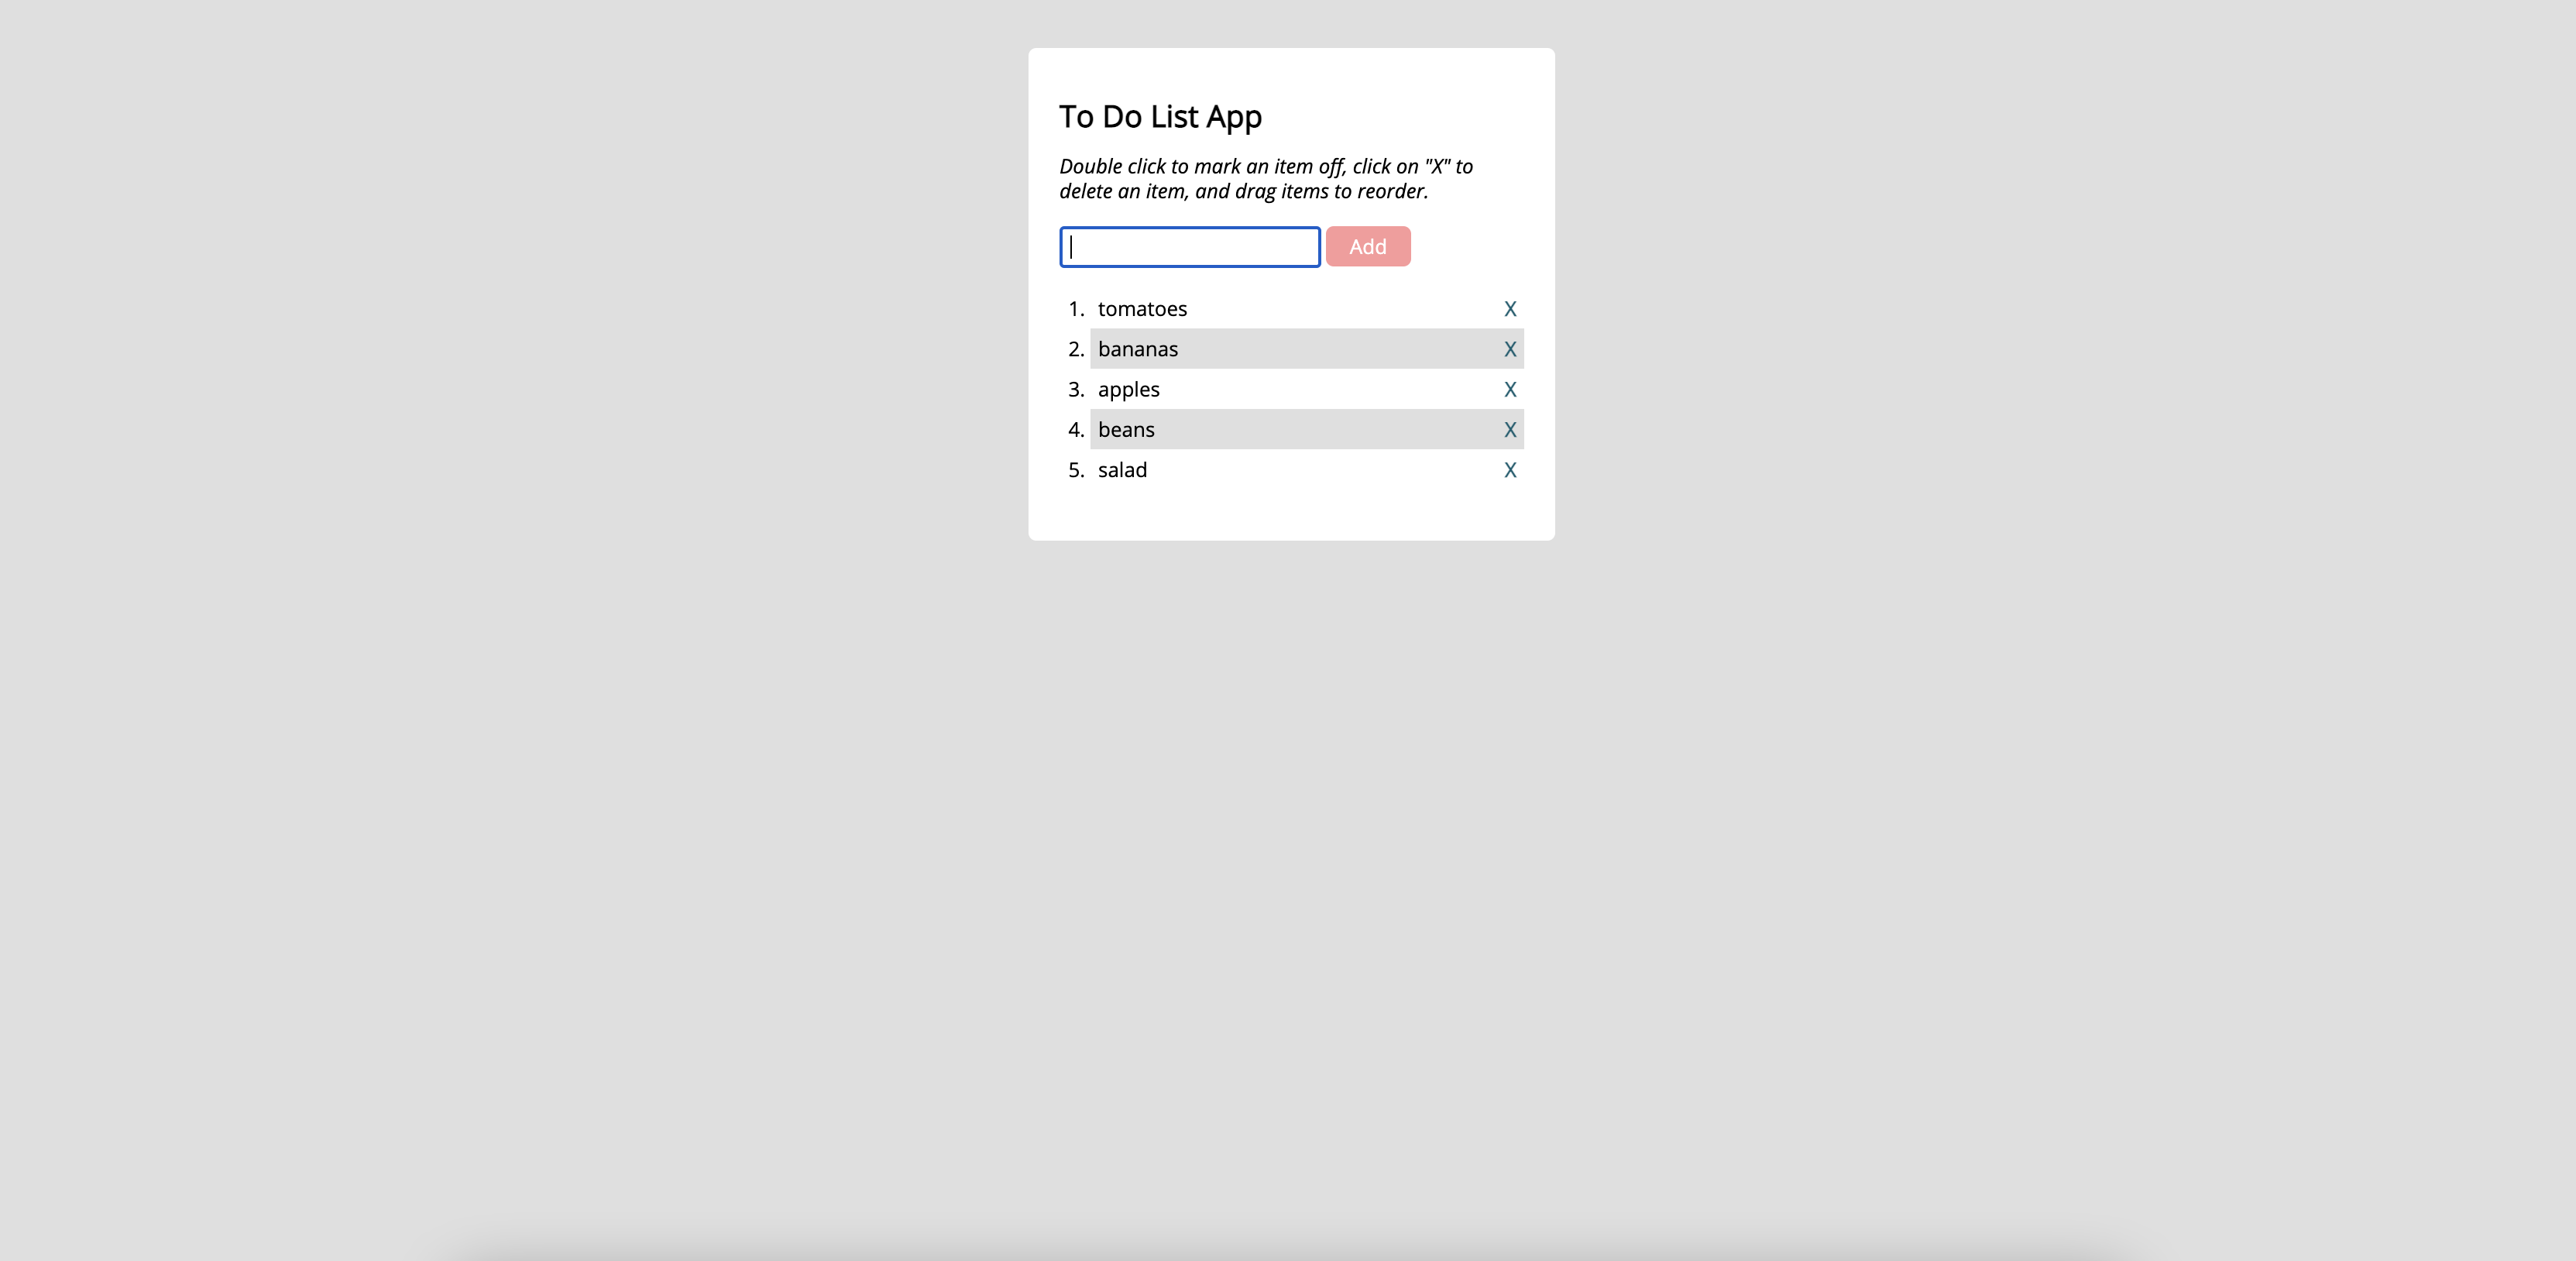 To Do List App
Double click to mark an item off, click on "X" to
delete an item, and drag items to reorder.
Add
1. tomatoes X
2. bananas X
3. apples X
4. beans X
5. salad X